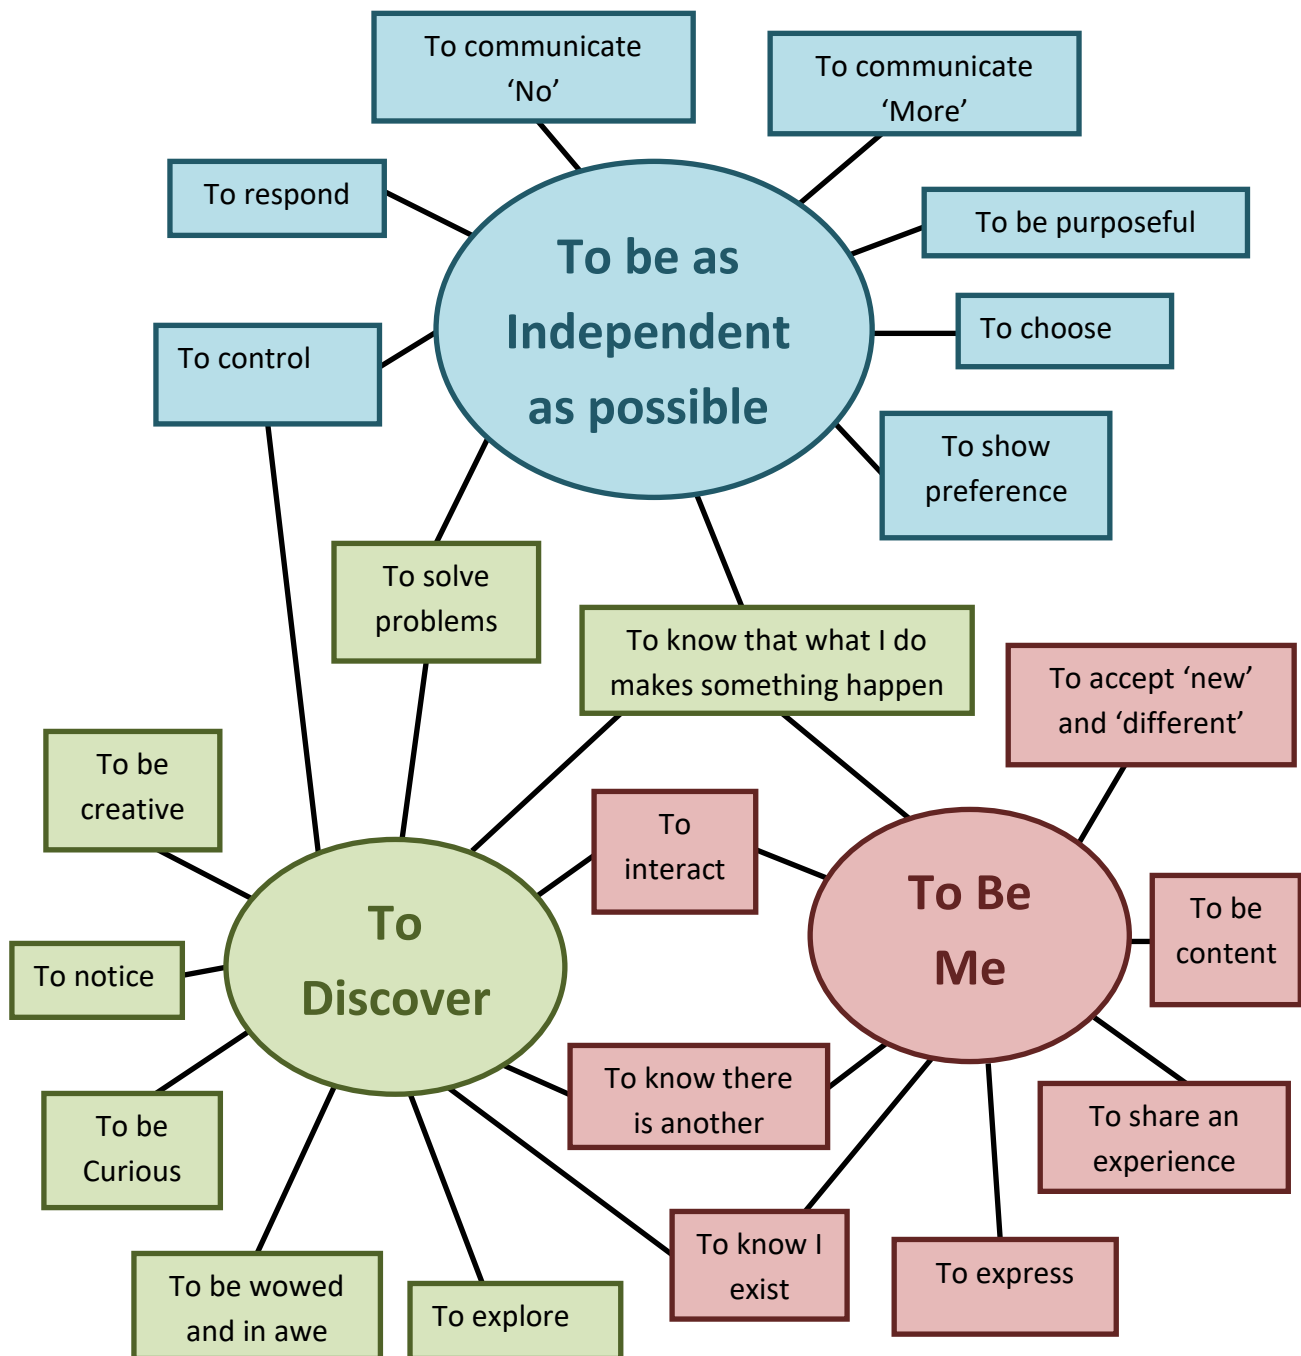 To communicate
‘No’
To communicate
‘More’
To respond
To be purposeful
To be as
Independent
as possible
To control
To choose
To show
preference
To solve
problems
To know that what I do
makes something happen
To accept ‘new’
and ‘different’
To be
creative
To
interact
To Be
Me
To be
content
To
Discover
To notice
To know there
is another
To be
Curious
To share an
experience
To know I
exist
To express
To be wowed
and in awe
To explore